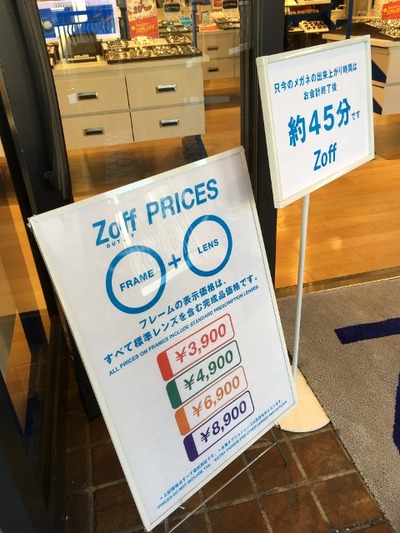 只今のメガネの出来上がり時間は
お会計終了後
約45分です
Zoff
Zoff PRICES
OUTLET
FRAME + LENS
フレームの表示価格は、
すべて標準レンズを含む完成品価格です。
ALL PRICES ON FRAMES INCLUDE STANDARD PRESCRIPTION LENSES.
¥3,900
¥4,900
¥6,900
¥8,900